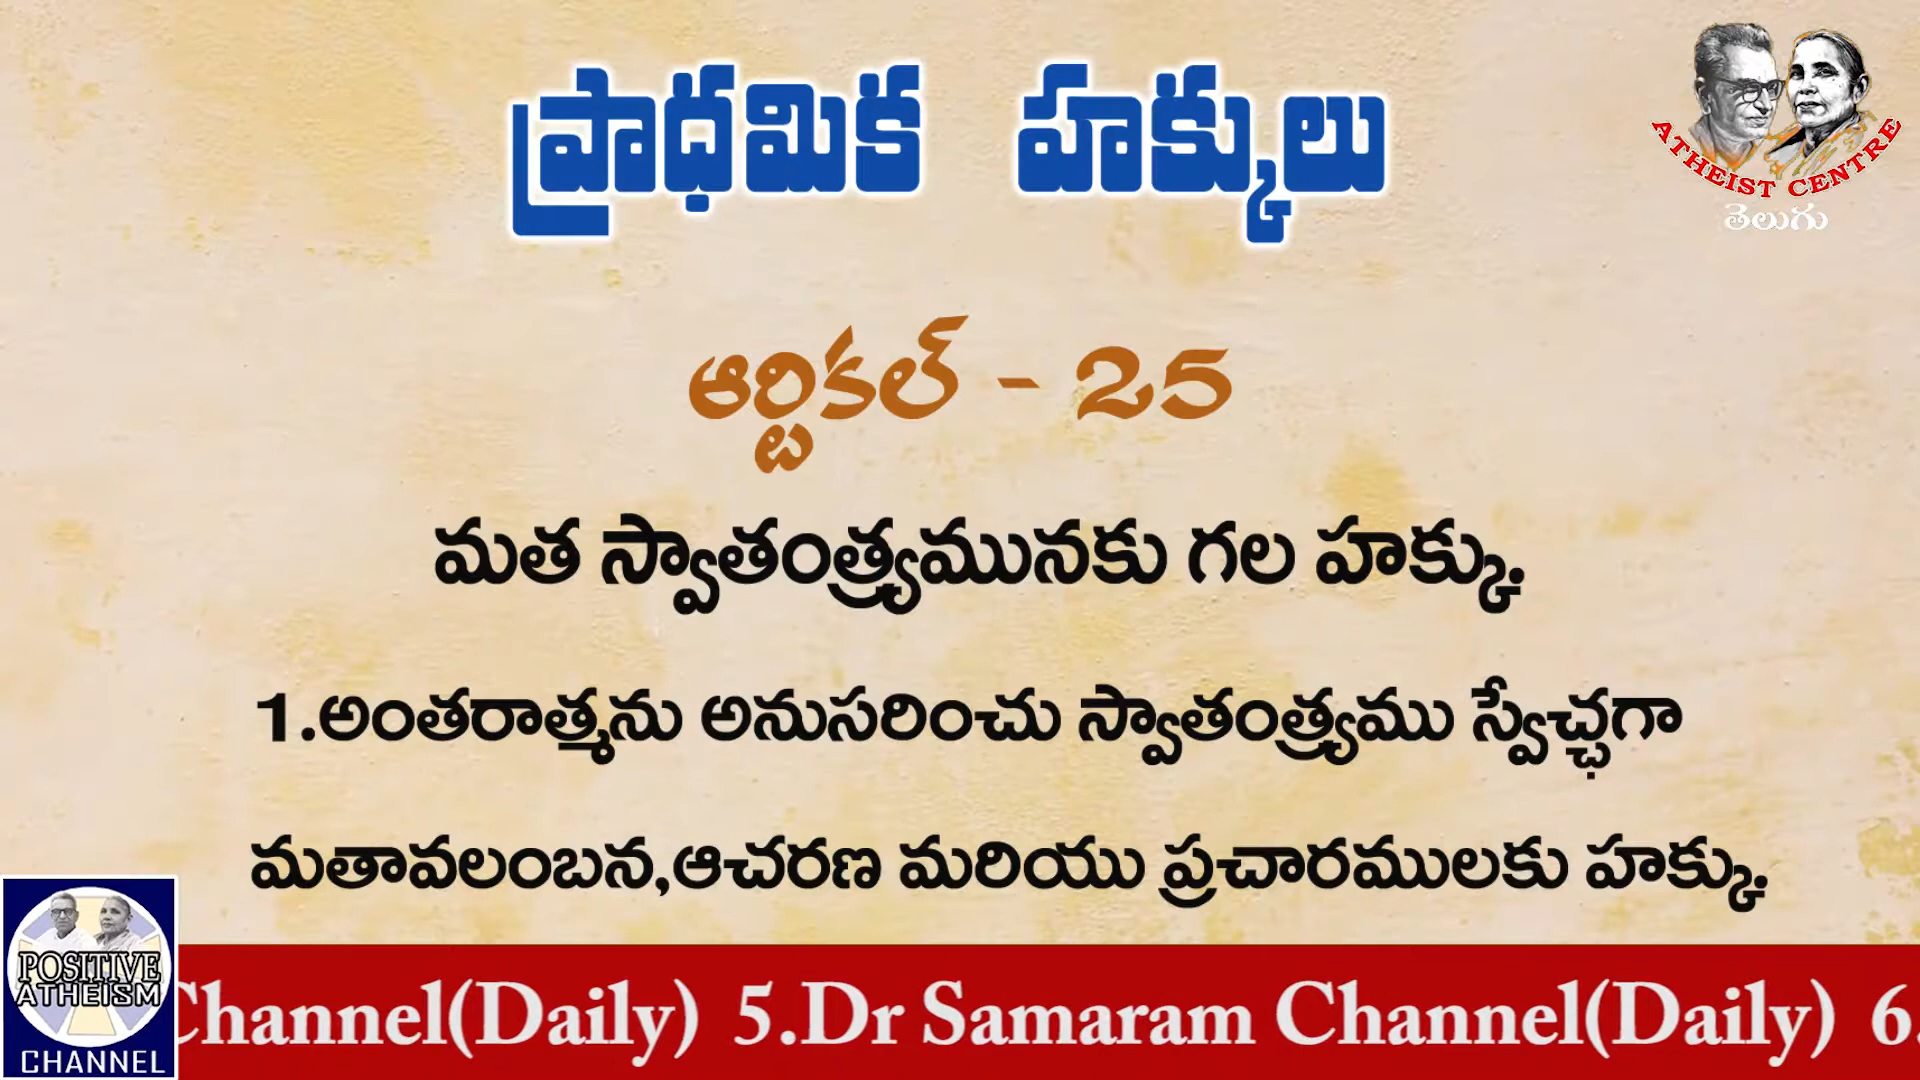 ప్రాధమిక హక్కులు
ATHEIST CENTRE
తెలుగు
ఆర్టికల్ - 25
మత స్వాతంత్ర్యమునకు గల హక్కు.
1.అంతరాత్మను అనుసరించు స్వాతంత్ర్యము స్వేచ్ఛగా
మతావలంబన,ఆచరణ మరియు ప్రచారములకు హక్కు.
POSITIVE
ATHEISM
CHANNEL
Channel(Daily) 5.Dr Samaram Channel(Daily) 6.